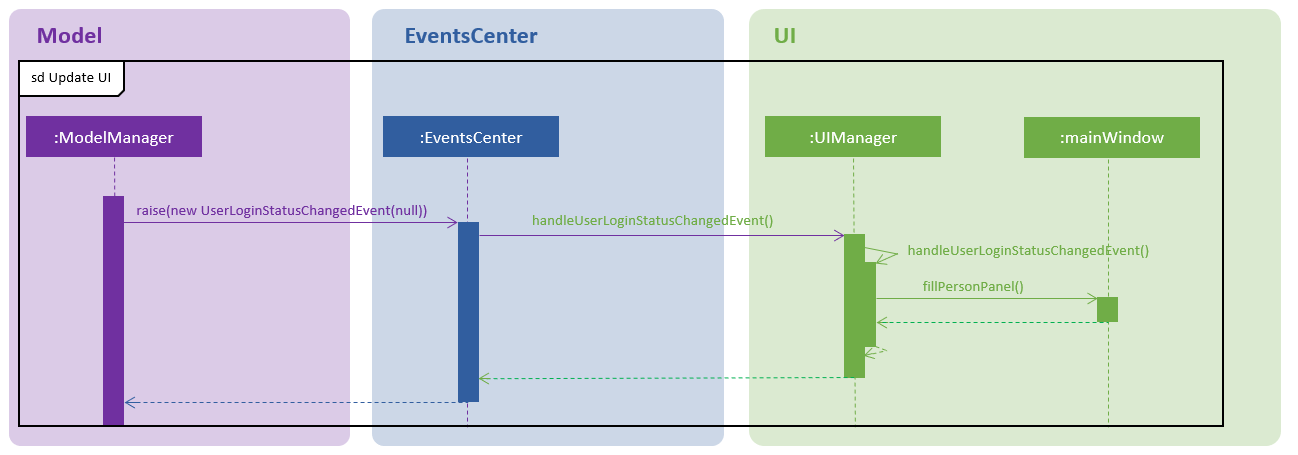 Model
EventsCenter
UI
sd Update UI
:ModelManager
:EventsCenter
:UIManager
:mainWindow
raise(new UserLoginStatusChangedEvent(null))
handleUserLoginStatusChangedEvent()
handleUserLoginStatusChangedEvent()
fillPersonPanel()